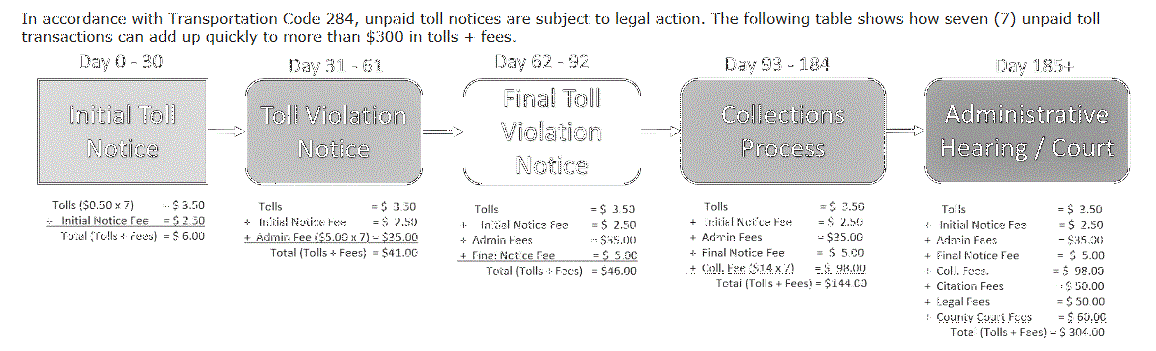 In accordance with Transportation Code 284, unpaid toll notices are subject to legal action. The following table shows how seven (7) unpaid toll
transactions can add up quickly to more than $300 in tolls + fees.
Day 0 - 30
Initial Toll
Notice
Tolls ($0.50 x 7) = $ 3.50
+ Initial Notice Fee = $ 2.50
Total (Tolls + Fees) = $ 6.00
Day 31 - 61
Toll Violation
Notice
Tolls = $ 3.50
+ Initial Notice Fee = $ 2.50
+ Admin Fee ($5.00 x 7) = $35.00
Total (Tolls + Fees) = $41.00
Day 62 - 92
Final Toll
Violation
Notice
Tolls = $ 3.50
+ Initial Notice Fee = $ 2.50
+ Admin Fees = $35.00
+ Final Notice Fee = $ 5.00
Total (Tolls + Fees) = $46.00
Day 93 - 184
Collections
Process
Tolls = $ 3.50
+ Initial Notice Fee = $ 2.50
+ Admin Fees = $35.00
+ Final Notice Fee = $ 5.00
+ Coll. Fee ($14 x 7) = $ 98.00
Total (Tolls + Fees) = $144.00
Day 185+
Administrative
Hearing / Court
Tolls = $ 3.50
+ Initial Notice Fee = $ 2.50
+ Admin Fees = $35.00
+ Final Notice Fee = $ 5.00
+ Coll. Fees. = $ 98.00
+ Citation Fees = $ 50.00
+ Legal Fees = $ 50.00
+ County Court Fees = $ 60.00
Total (Tolls + Fees) = $ 304.00